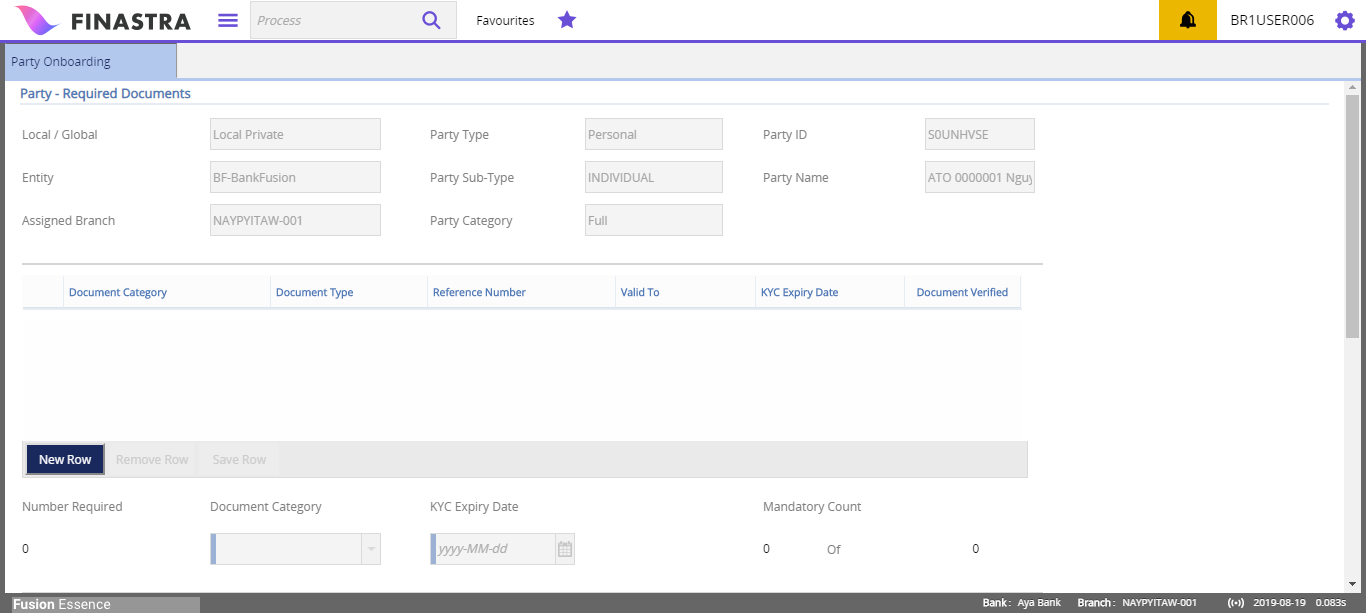 FINASTRA Process Favourites BR1USER006
Party Onboarding
Party - Required Documents
Local / Global Local Private Party Type Personal Party ID S0UNHVSE
Entity BF-BankFusion Party Sub-Type INDIVIDUAL Party Name ATO 0000001 Nguy
Assigned Branch NAYPYITAW-001 Party Category Full
Document Category Document Type Reference Number Valid To KYC Expiry Date Document Verified
New Row Remove Row Save Row
Number Required Document Category KYC Expiry Date Mandatory Count
0 yyyy-MM-dd 0 Of 0
Fusion Essence Bank : Aya Bank Branch : NAYPYITAW-001 2019-08-19 0.083s